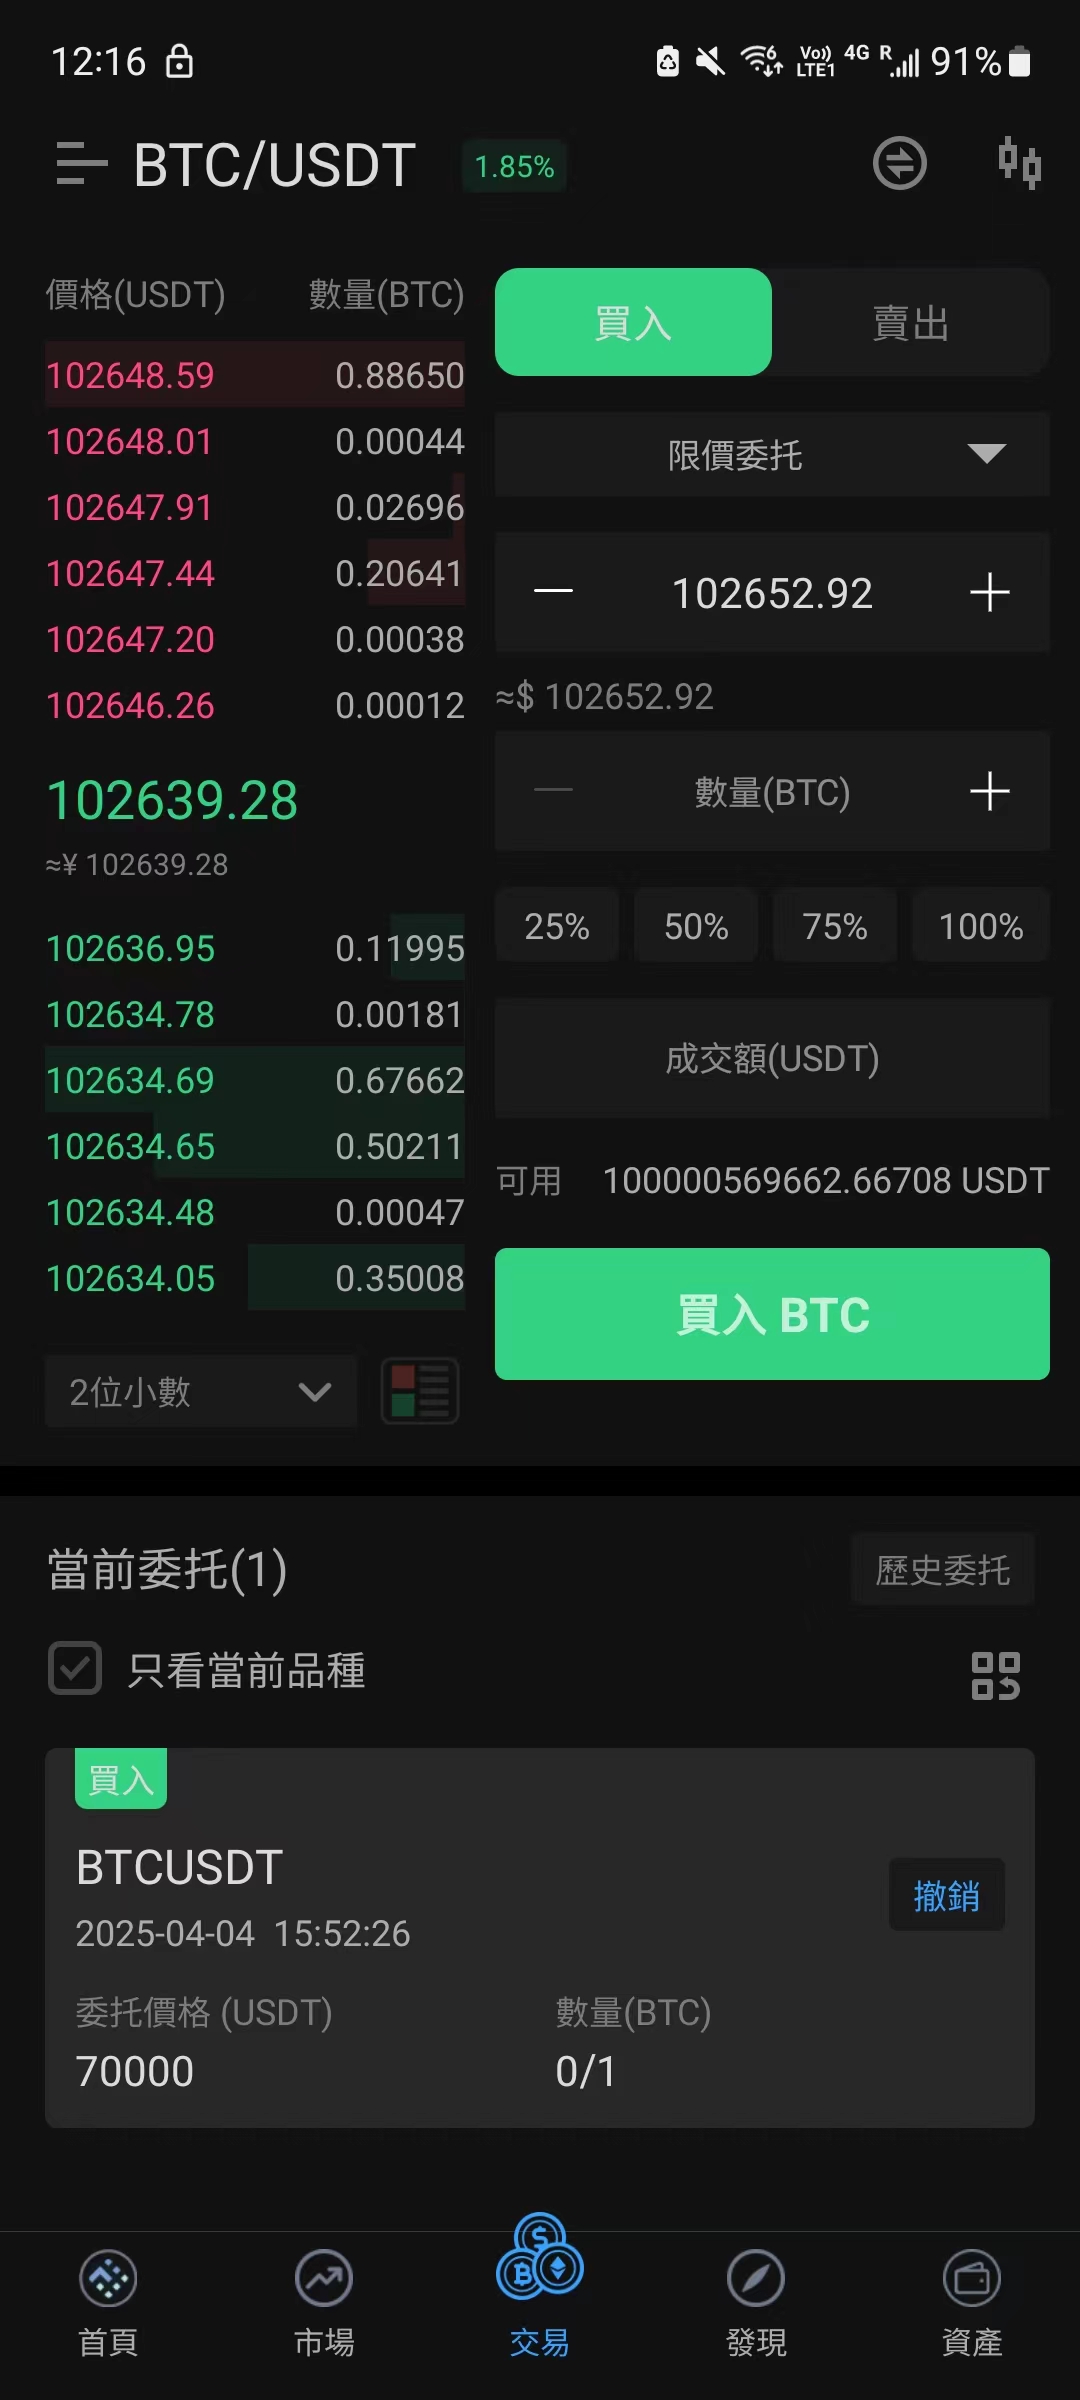 12:16
6 Vo)) LTE1 4G R 91%
BTC/USDT 1.85%
價格(USDT) 數量(BTC)
102648.59 0.88650
102648.01 0.00044
102647.91 0.02696
102647.44 0.20641
102647.20 0.00038
102646.26 0.00012
102639.28
≈¥ 102639.28
102636.95 0.11995
102634.78 0.00181
102634.69 0.67662
102634.65 0.50211
102634.48 0.00047
102634.05 0.35008
2位小數
買入 賣出
限價委托
102652.92
≈$ 102652.92
數量(BTC)
25% 50% 75% 100%
成交額(USDT)
可用 100000569662.66708 USDT
買入 BTC
當前委托(1) 歷史委托
只看當前品種
買入
BTCUSDT
撤銷
2025-04-04 15:52:26
委托價格 (USDT) 數量(BTC)
70000 0/1
首頁 市場 交易 發現 資產